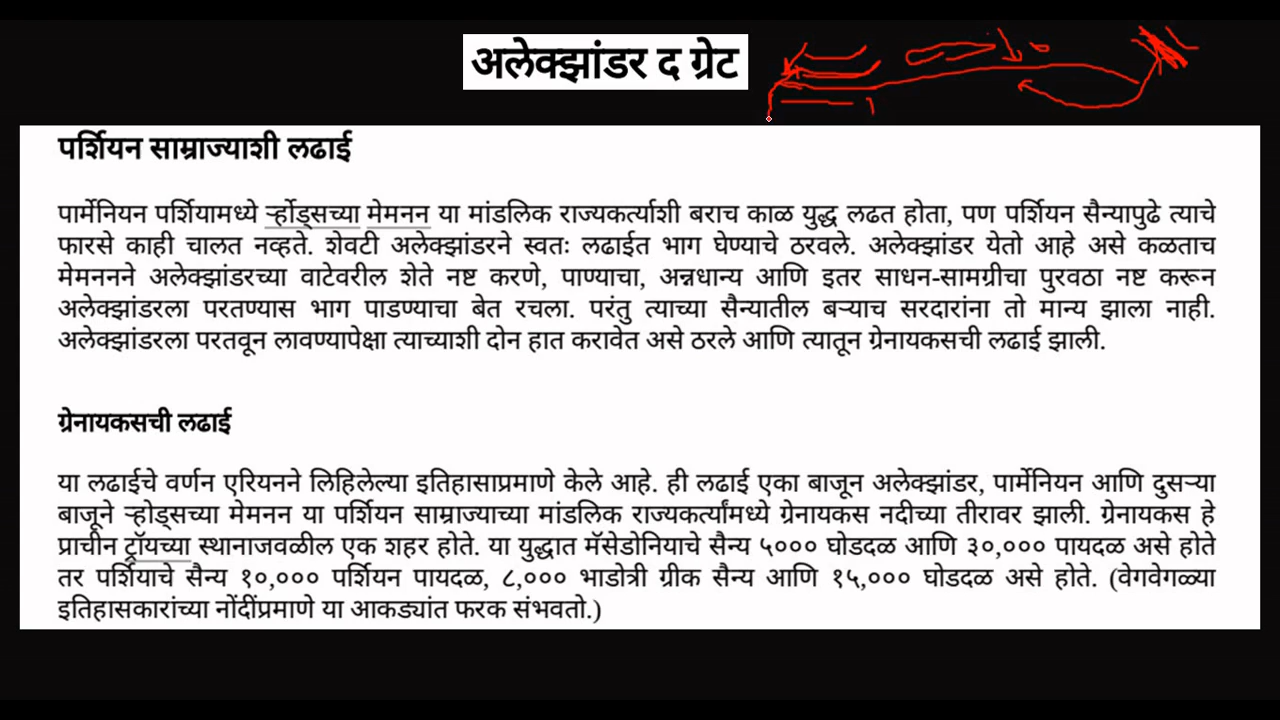 अलेक्झांडर द ग्रेट
पर्शियन साम्राज्याशी लढाई
पार्मेनियन पर्शियामध्ये ऱ्होड्सच्या मेमनन या मांडलिक राज्यकर्त्याशी बराच काळ युद्ध लढत होता, पण पर्शियन सैन्यापुढे त्याचे
फारसे काही चालत नव्हते. शेवटी अलेक्झांडरने स्वतः लढाईत भाग घेण्याचे ठरवले. अलेक्झांडर येतो आहे असे कळताच
मेमननने अलेक्झांडरच्या वाटेवरील शेते नष्ट करणे, पाण्याचा, अन्नधान्य आणि इतर साधन-सामग्रीचा पुरवठा नष्ट करून
अलेक्झांडरला परतण्यास भाग पाडण्याचा बेत रचला. परंतु त्याच्या सैन्यातील बऱ्याच सरदारांना तो मान्य झाला नाही.
अलेक्झांडरला परतवून लावण्यापेक्षा त्याच्याशी दोन हात करावेत असे ठरले आणि त्यातून ग्रेनायकसची लढाई झाली.
ग्रेनायकसची लढाई
या लढाईचे वर्णन एरियनने लिहिलेल्या इतिहासाप्रमाणे केले आहे. ही लढाई एका बाजून अलेक्झांडर, पार्मेनियन आणि दुसऱ्या
बाजूने ऱ्होड्सच्या मेमनन या पर्शियन साम्राज्याच्या मांडलिक राज्यकर्त्यांमध्ये ग्रेनायकस नदीच्या तीरावर झाली. ग्रेनायकस हे
प्राचीन ट्रॉयच्या स्थानाजवळील एक शहर होते. या युद्धात मॅसेडोनियाचे सैन्य ५००० घोडदळ आणि ३०,००० पायदळ असे होते
तर पर्शियाचे सैन्य १०,००० पर्शियन पायदळ, ८,००० भाडोत्री ग्रीक सैन्य आणि १५,००० घोडदळ असे होते. (वेगवेगळ्या
इतिहासकारांच्या नोंदींप्रमाणे या आकड्यांत फरक संभवतो.)